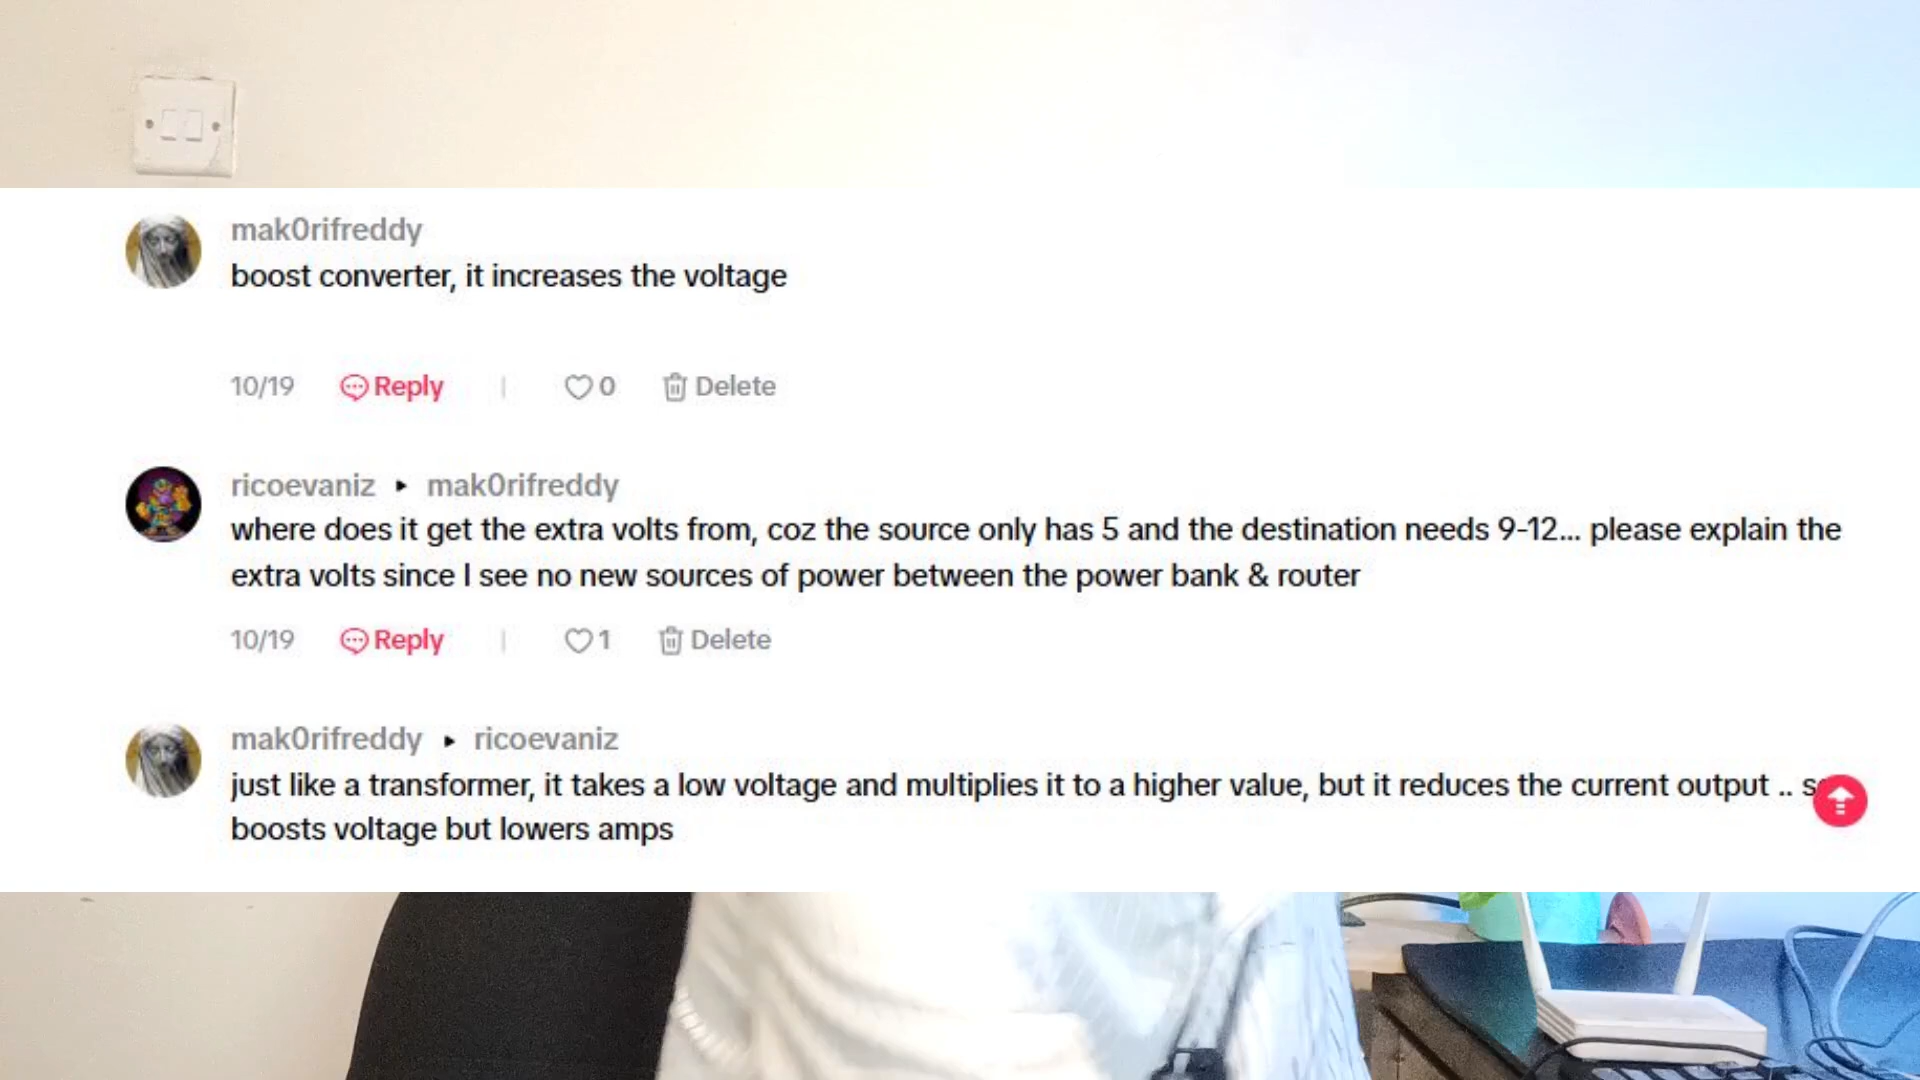 mak0rifreddy
boost converter, it increases the voltage
10/19 Reply | 0 Delete
ricoevaniz ▸ mak0rifreddy
where does it get the extra volts from, coz the source only has 5 and the destination needs 9-12... please explain the
extra volts since I see no new sources of power between the power bank & router
10/19 Reply | 1 Delete
mak0rifreddy ▸ ricoevaniz
just like a transformer, it takes a low voltage and multiplies it to a higher value, but it reduces the current output ..
boosts voltage but lowers amps